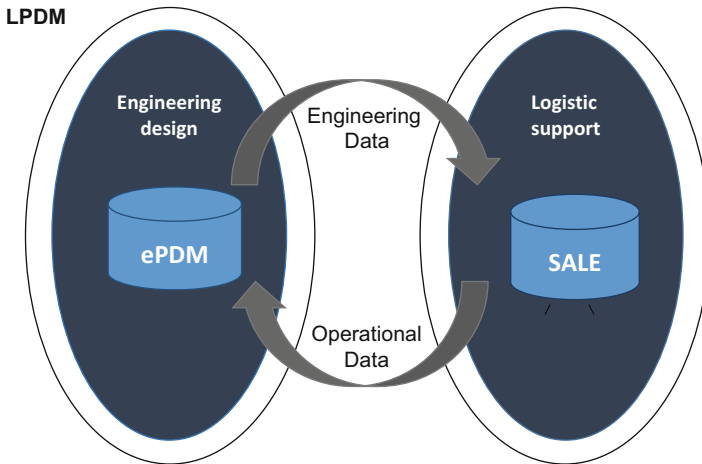 LPDM
Engineering
design
Engineering
Data
Logistic
support
ePDM
SALE
Operational
Data